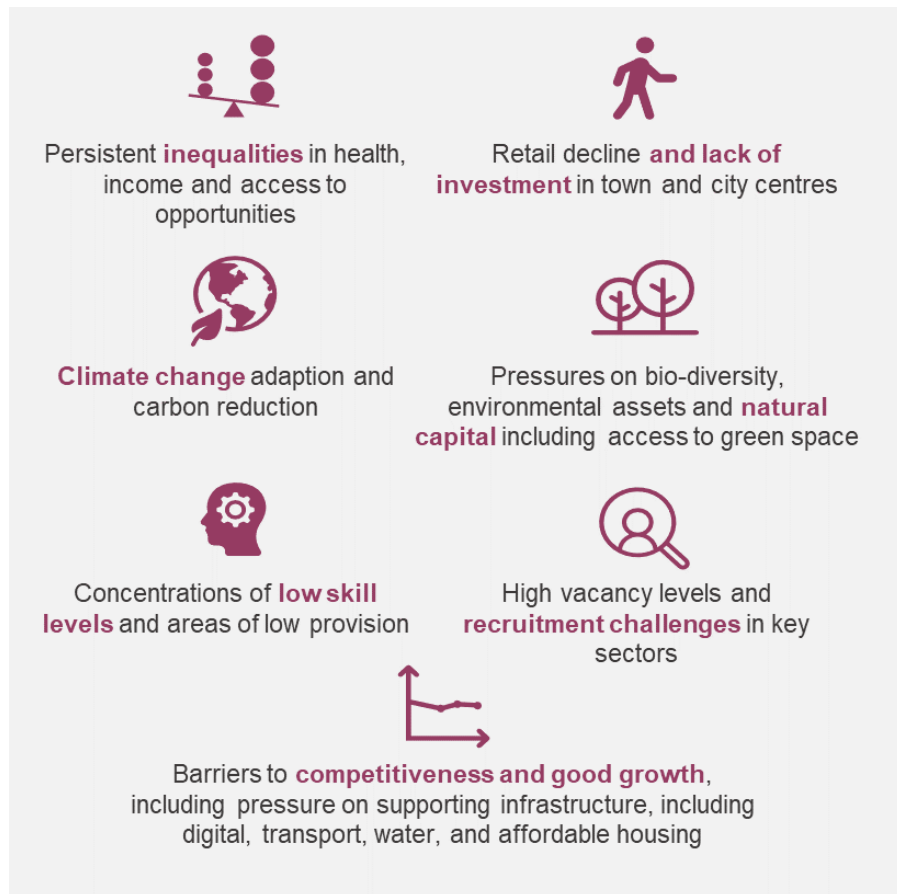 Persistent inequalities in health,
income and access to
opportunities
Retail decline and lack of
investment in town and city centres
Climate change adaption and
carbon reduction
Pressures on bio-diversity,
environmental assets and natural
capital including access to green space
Concentrations of low skill
levels and areas of low provision
High vacancy levels and
recruitment challenges in key
sectors
Barriers to competitiveness and good growth,
including pressure on supporting infrastructure, including
digital, transport, water, and affordable housing